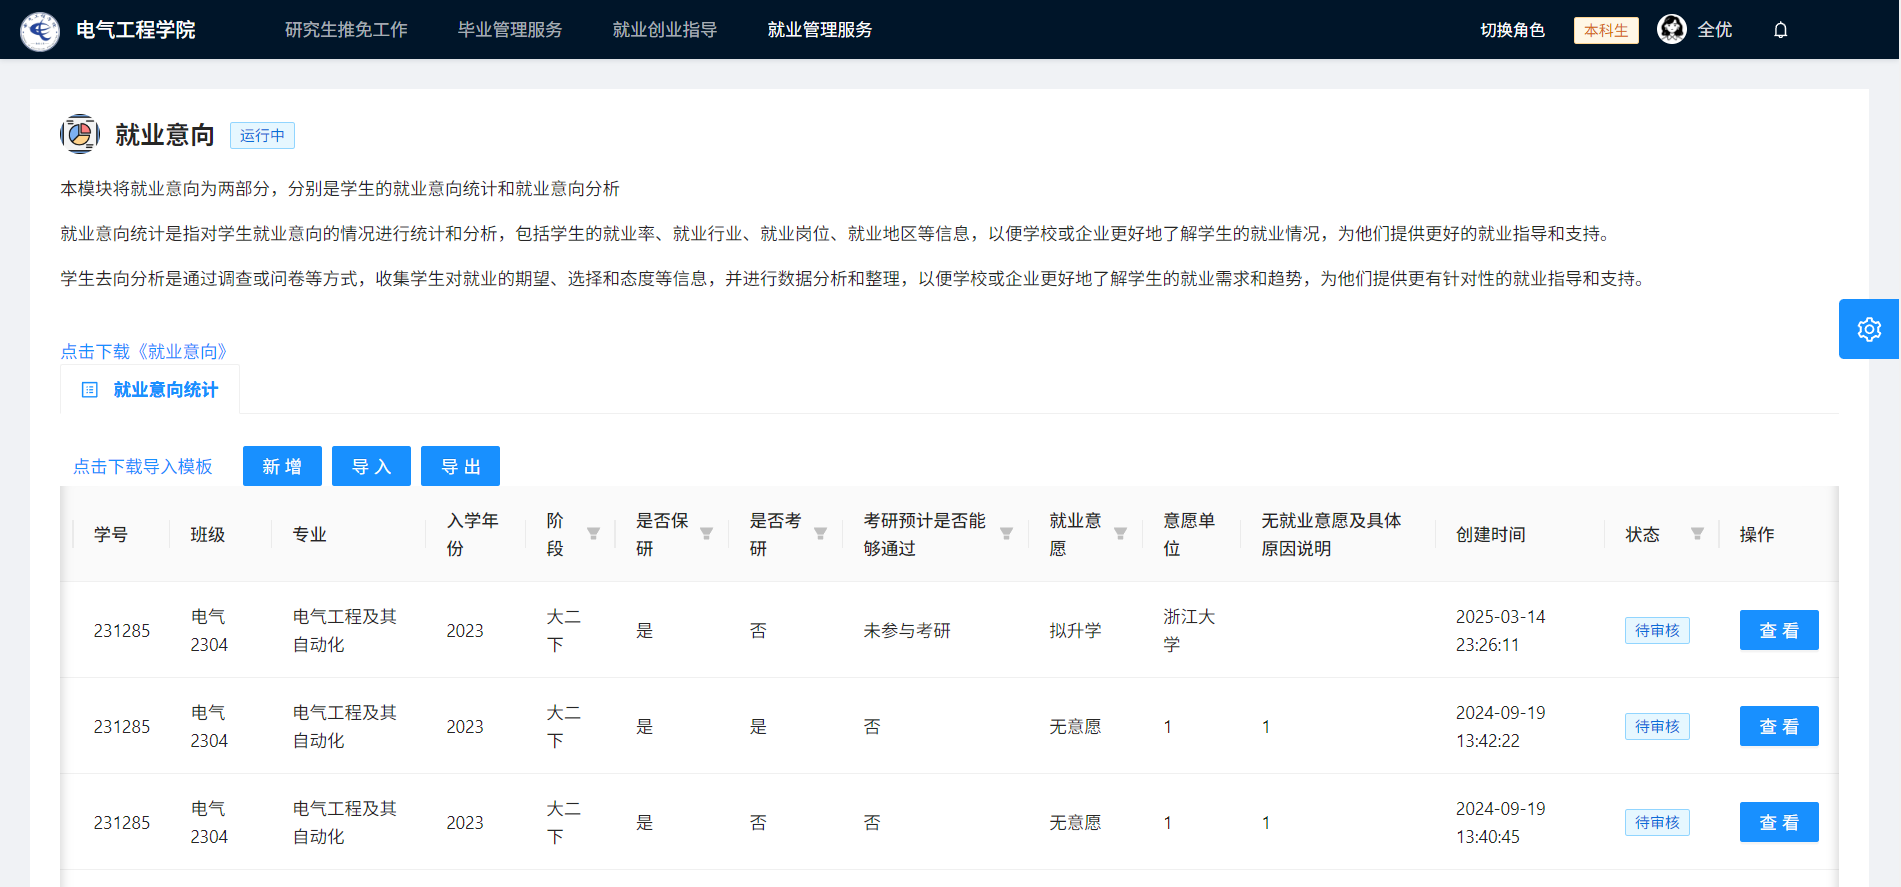 电气工程学院 研究生推免工作 毕业管理服务 就业创业指导 就业管理服务 切换角色 本科生 全优
就业意向 运行中
本模块将就业意向为两部分，分别是学生的就业意向统计和就业意向分析
就业意向统计是指对学生就业意向的情况进行统计和分析，包括学生的就业率、就业行业、就业岗位、就业地区等信息，以便学校或企业更好地了解学生的就业情况，为他们提供更好的就业指导和支持。
学生去向分析是通过调查或问卷等方式，收集学生对就业的期望、选择和态度等信息，并进行数据分析和整理，以便学校或企业更好地了解学生的就业需求和趋势，为他们提供更有针对性的就业指导和支持。
点击下载《就业意向》
就业意向统计
点击下载导入模板 新增 导入 导出
学号 班级 专业 入学年份 阶段 是否保研 是否考研 考研预计是否能够通过 就业意愿 意愿单位 无就业意愿及具体原因说明 创建时间 状态 操作
231285 电气2304 电气工程及其自动化 2023 大二下 是 否 未参与考研 拟升学 浙江大学 2025-03-14 23:26:11 待审核 查看
231285 电气2304 电气工程及其自动化 2023 大二下 是 是 否 无意愿 1 1 2024-09-19 13:42:22 待审核 查看
231285 电气2304 电气工程及其自动化 2023 大二下 是 否 否 无意愿 1 1 2024-09-19 13:40:45 待审核 查看